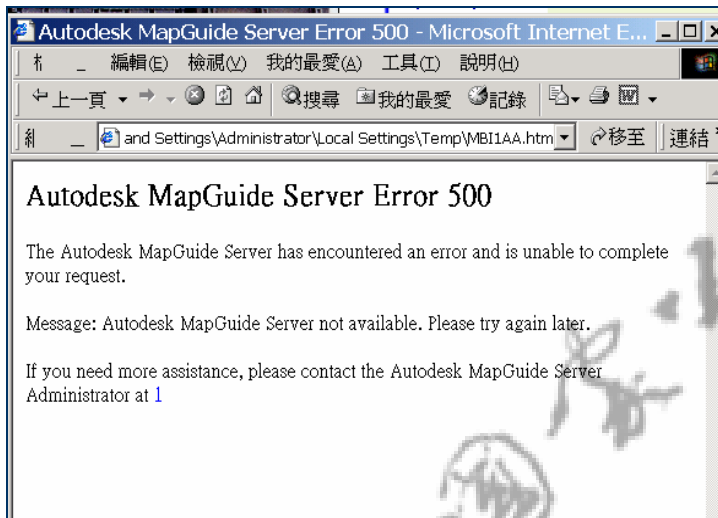 Autodesk MapGuide Server Error 500 - Microsoft Internet E...
編輯(E) 檢視(V) 我的最愛(A) 工具(T) 說明(H)
上一頁 搜尋 我的最愛 記錄
and Settings\Administrator\Local Settings\Temp\MBI1AA.htm 移至 連結
Autodesk MapGuide Server Error 500
The Autodesk MapGuide Server has encountered an error and is unable to complete
your request.
Message: Autodesk MapGuide Server not available. Please try again later.
If you need more assistance, please contact the Autodesk MapGuide Server
Administrator at 1